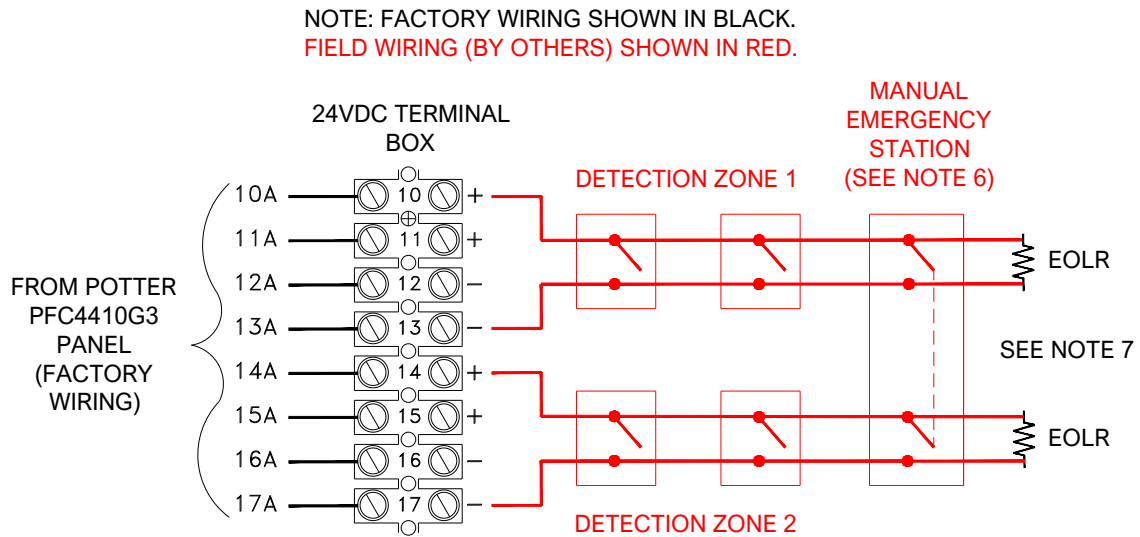 NOTE: FACTORY WIRING SHOWN IN BLACK.
FIELD WIRING (BY OTHERS) SHOWN IN RED.
24VDC TERMINAL
BOX
MANUAL
EMERGENCY
STATION
(SEE NOTE 6)
DETECTION ZONE 1
10A 10 +
11A 11 +
12A 12 -
13A 13 -
14A 14 +
15A 15 +
16A 16 -
17A 17 -
FROM POTTER
PFC4410G3
PANEL
(FACTORY
WIRING)
EOLR
SEE NOTE 7
EOLR
DETECTION ZONE 2